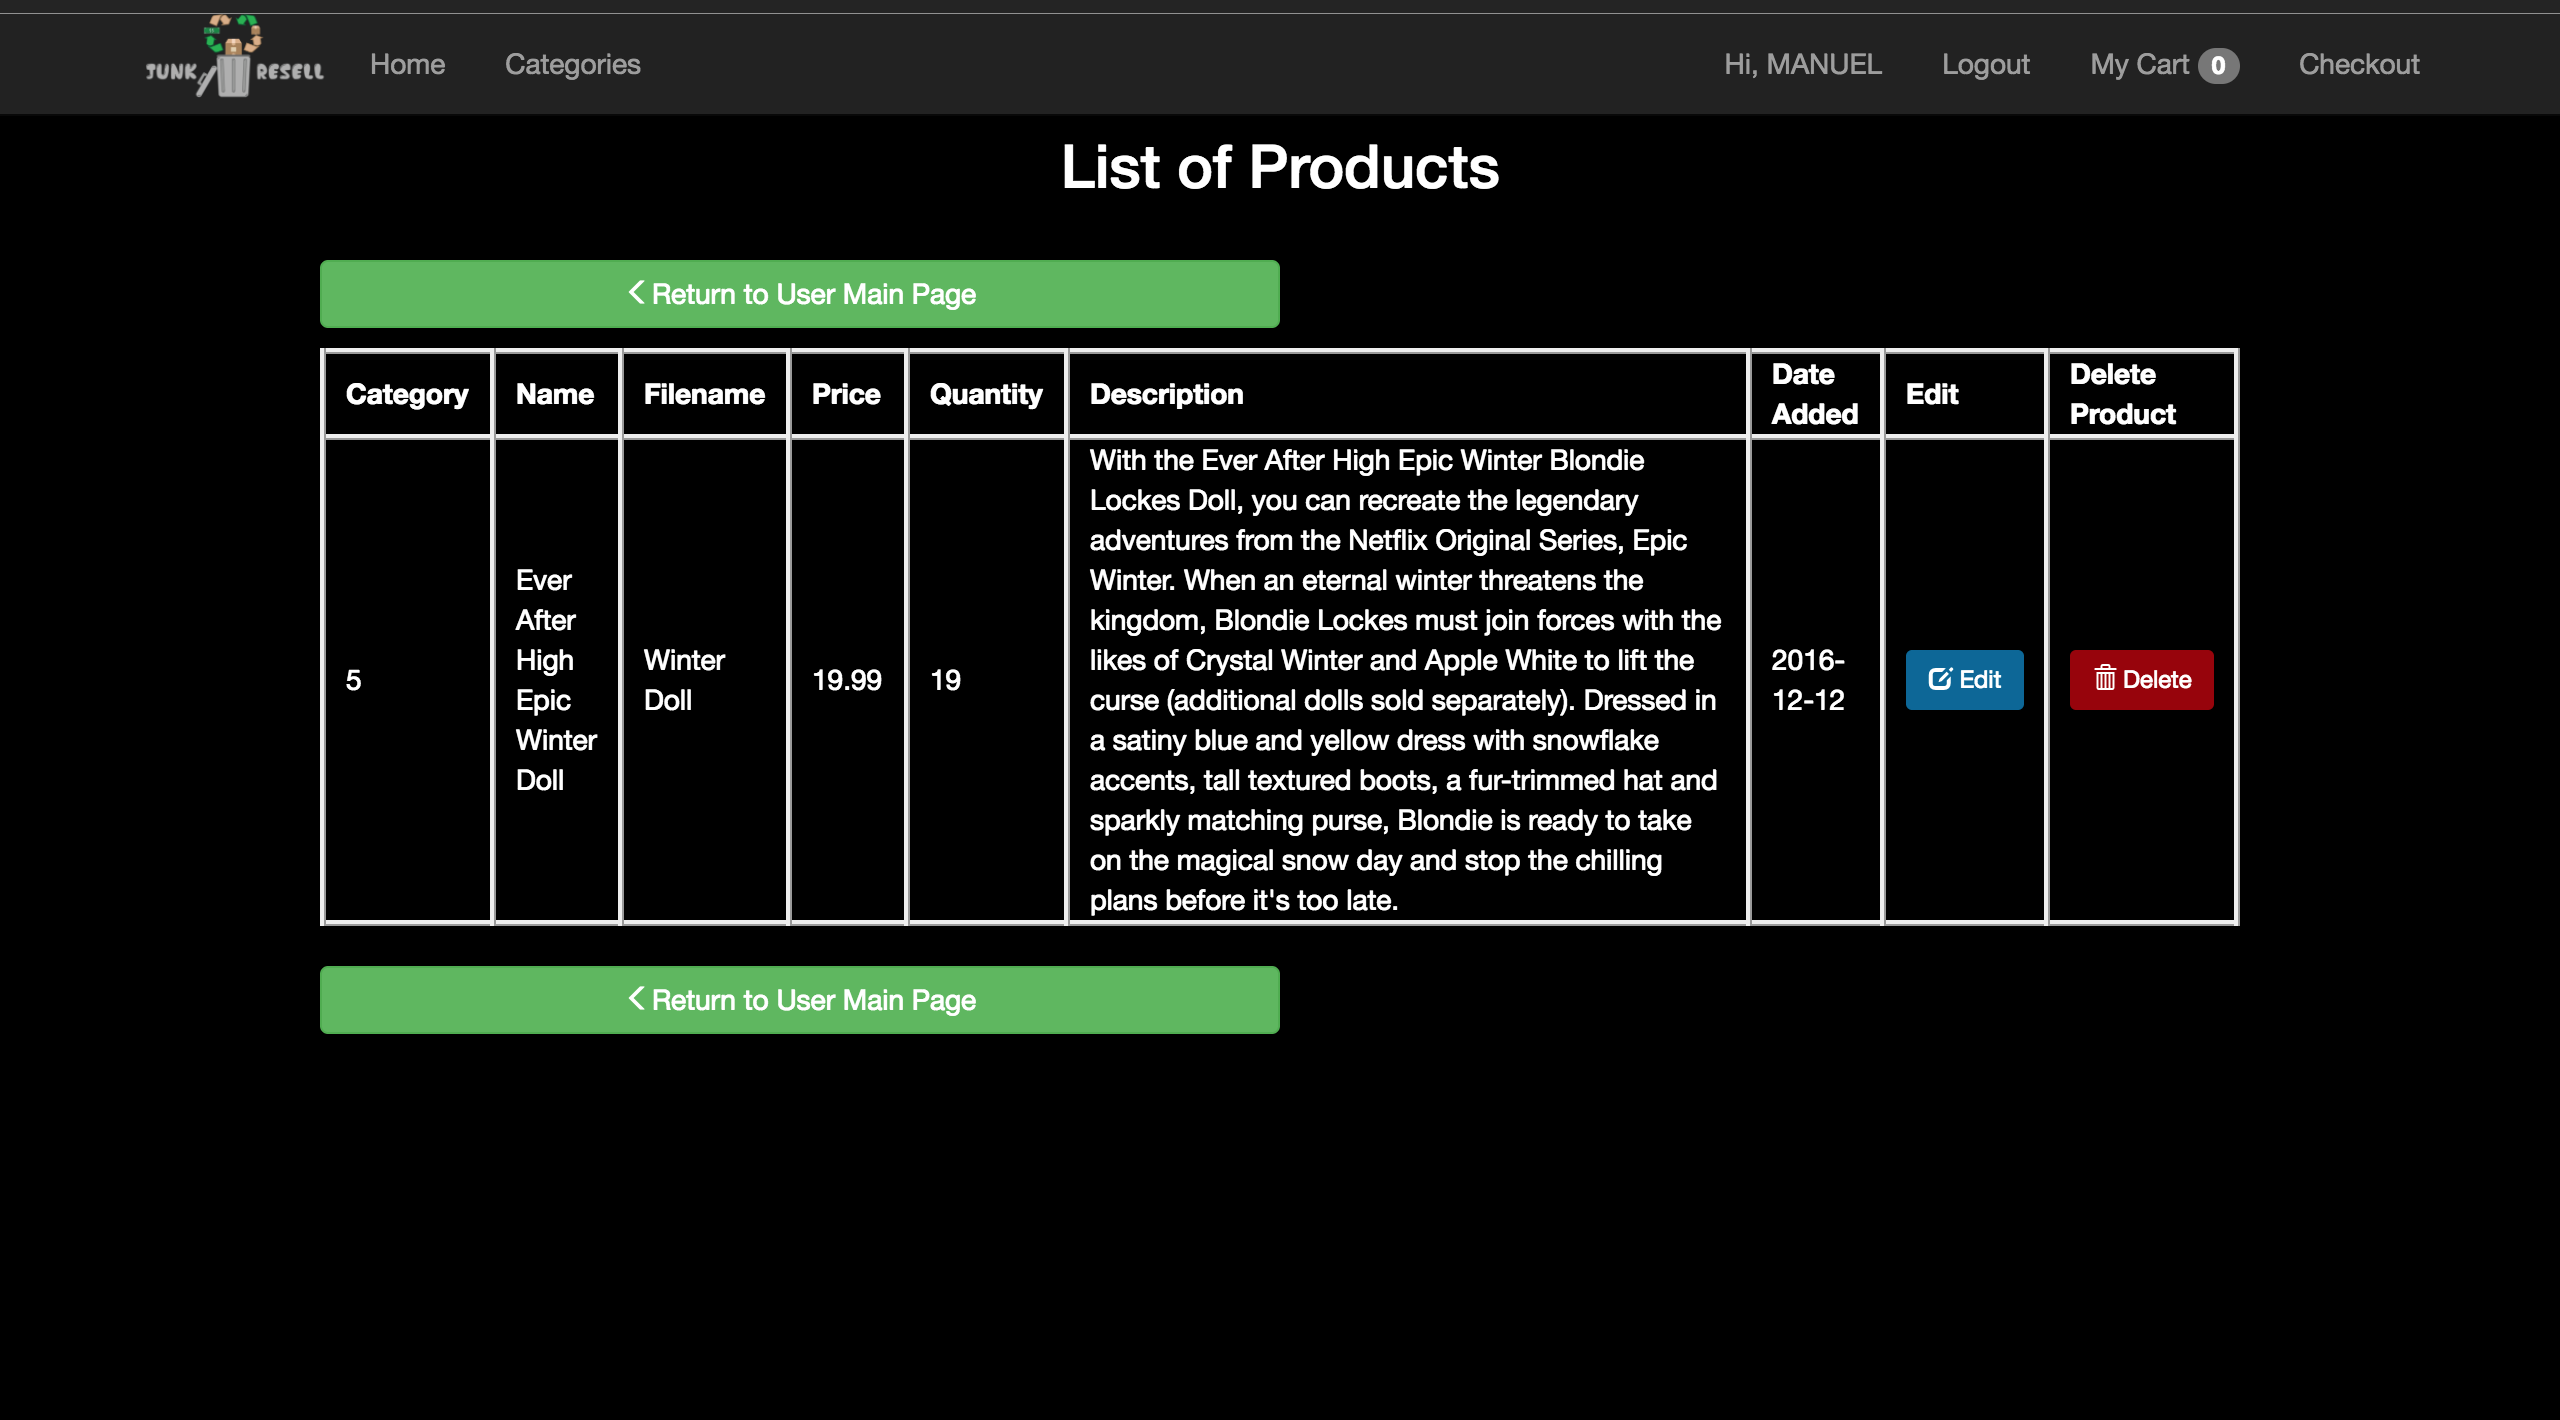 JUNK RESELL
Home
Categories
Hi, MANUEL
Logout
My Cart 0
Checkout
List of Products
Return to User Main Page
Category
Name
Filename
Price
Quantity
Description
Date
Added
Edit
Delete
Product
5
Ever
After
High
Epic
Winter
Doll
Winter
Doll
19.99
19
With the Ever After High Epic Winter Blondie
Lockes Doll, you can recreate the legendary
adventures from the Netflix Original Series, Epic
Winter. When an eternal winter threatens the
kingdom, Blondie Lockes must join forces with the
likes of Crystal Winter and Apple White to lift the
curse (additional dolls sold separately). Dressed in
a satiny blue and yellow dress with snowflake
accents, tall textured boots, a fur-trimmed hat and
sparkly matching purse, Blondie is ready to take
on the magical snow day and stop the chilling
plans before it's too late.
2016-
12-12
Edit
Delete
Return to User Main Page